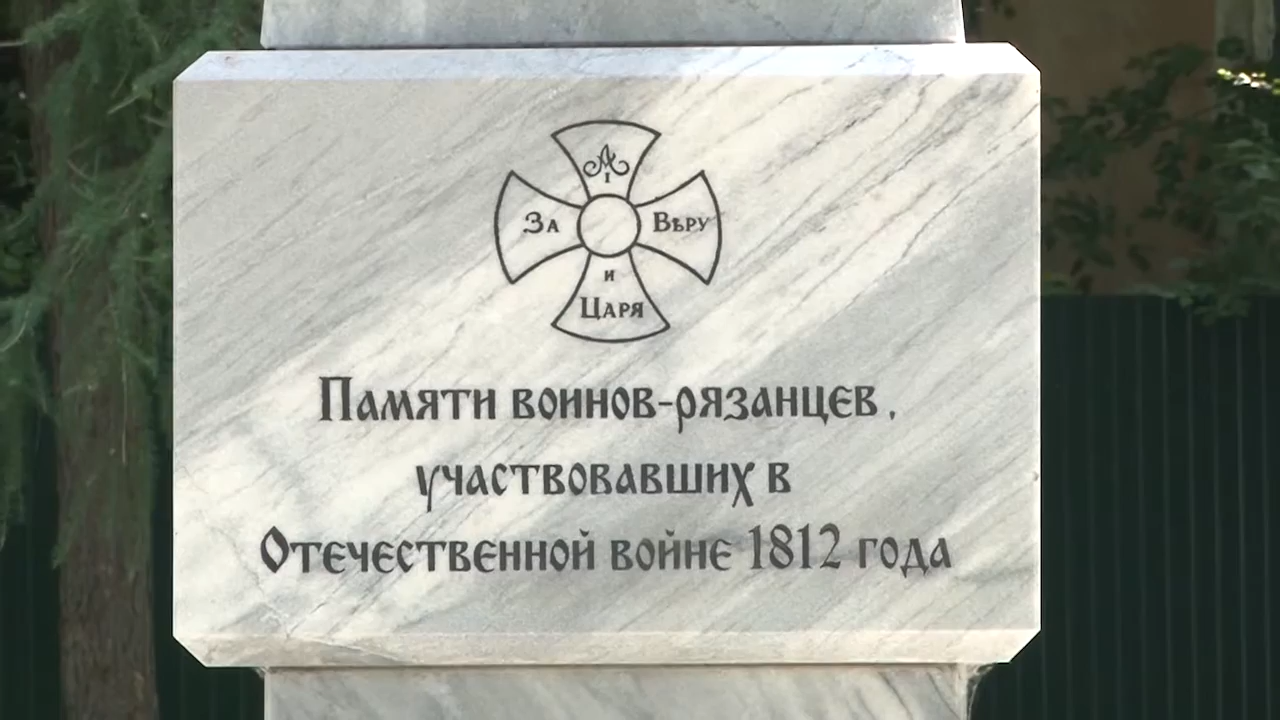 А
I
За Вѣру
и
Царя
Памяти воинов-рязанцев,
участвовавших в
Отечественной войне 1812 года